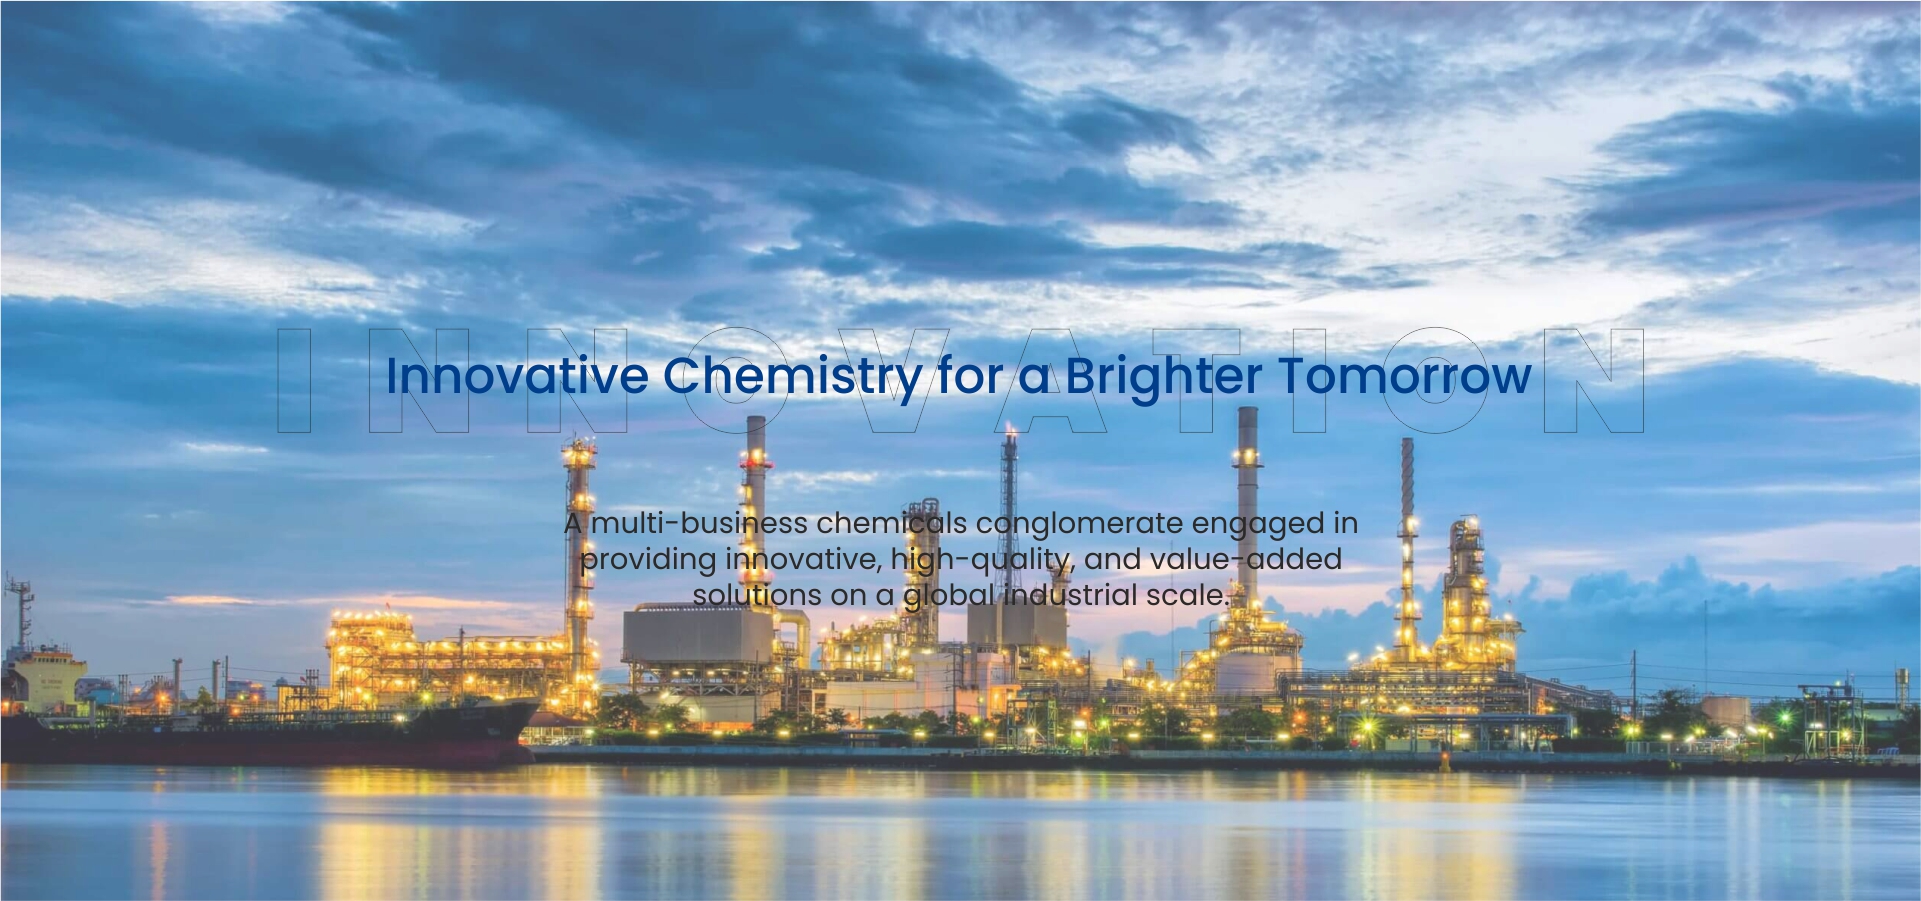 INNOVATION
Innovative Chemistry for a Brighter Tomorrow
A multi-business chemicals conglomerate engaged in
providing innovative, high-quality, and value-added
solutions on a global industrial scale.